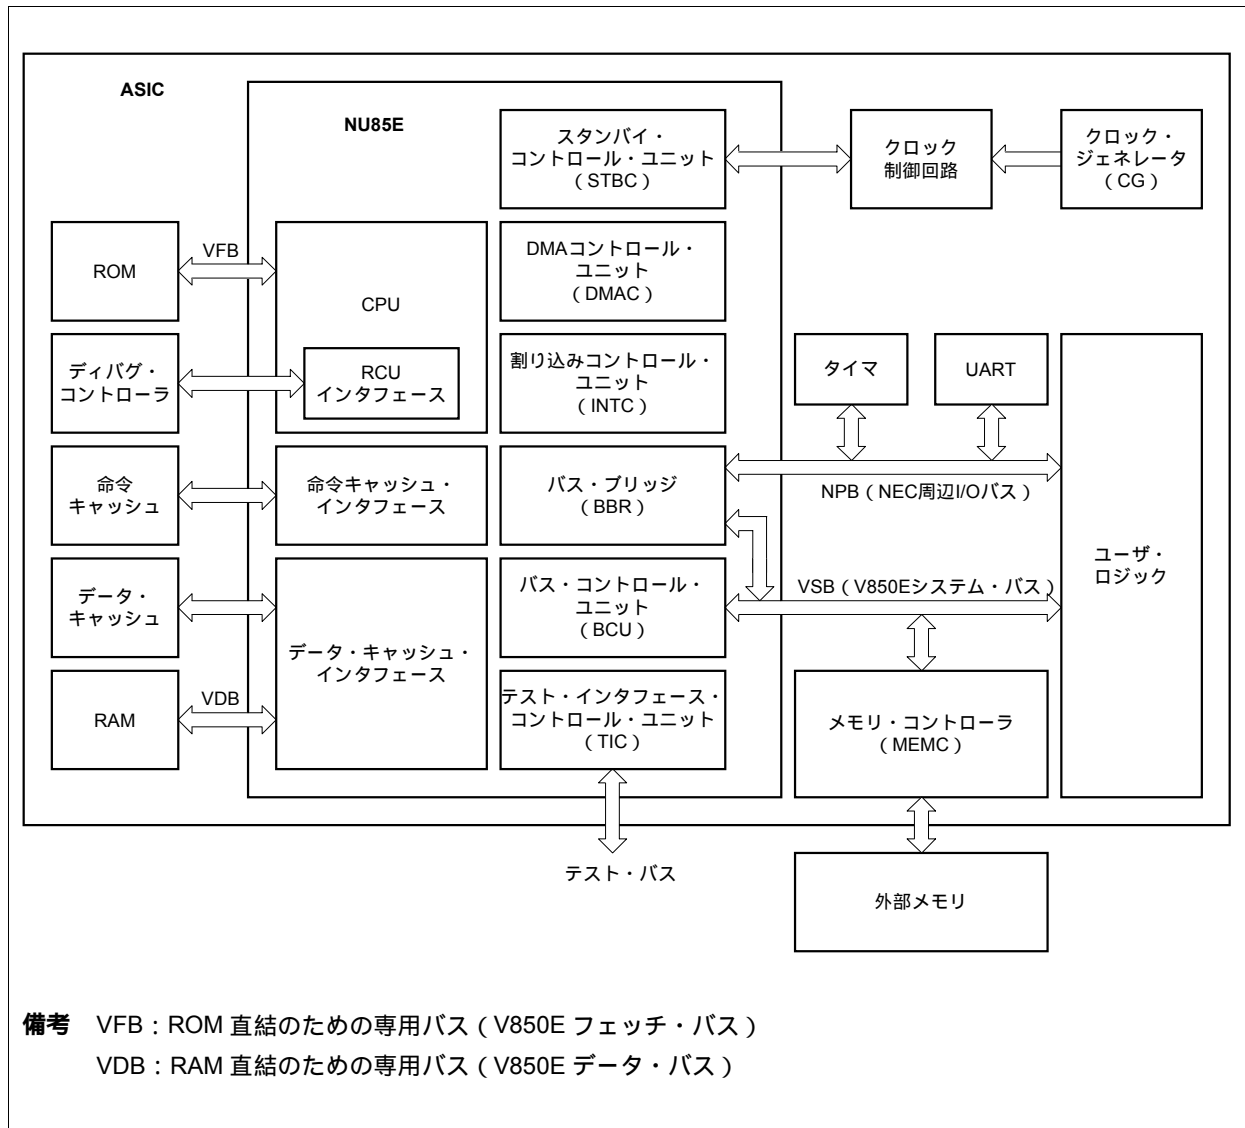 ASIC
NU85E
スタンバイ・
コントロール・ユニット
（STBC）
クロック
制御回路
クロック・
ジェネレータ
（CG）
ROM
VFB
CPU
DMAコントロール・
ユニット
（DMAC）
ディバグ・
コントローラ
RCU
インタフェース
割り込みコントロール・
ユニット
（INTC）
タイマ
UART
命令
キャッシュ
命令キャッシュ・
インタフェース
バス・ブリッジ
（BBR）
NPB（NEC周辺I/Oバス）
ユーザ・
ロジック
データ・
キャッシュ
データ・キャッシュ・
インタフェース
バス・コントロール・
ユニット
（BCU）
VSB（V850Eシステム・バス）
RAM
VDB
テスト・インタフェース・
コントロール・ユニット
（TIC）
メモリ・コントローラ
（MEMC）
テスト・バス
外部メモリ
備考 VFB：ROM 直結のための専用バス（V850E フェッチ・バス）
VDB：RAM 直結のための専用バス（V850E データ・バス）